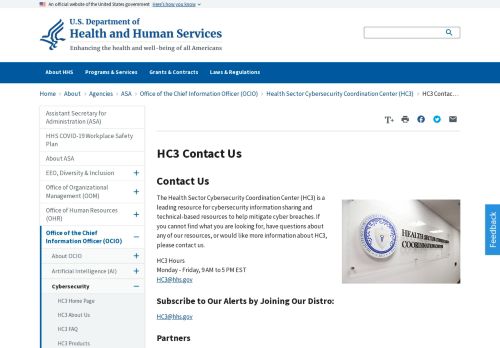 An official website of the United States government Here's how you know
U.S. Department of
Health and Human Services
Enhancing the health and well-being of all Americans
About HHS Programs & Services Grants & Contracts Laws & Regulations
Home › About › Agencies › ASA › Office of the Chief Information Officer (OCIO) › Health Sector Cybersecurity Coordination Center (HC3) › HC3 Contac...
Assistant Secretary for
Administration (ASA)
HHS COVID-19 Workplace Safety
Plan
About ASA
EEO, Diversity & Inclusion +
Office of Organizational
Management (OOM) +
Office of Human Resources
(OHR) +
Office of the Chief
Information Officer (OCIO) −
About OCIO +
Artificial Intelligence (AI) +
Cybersecurity −
HC3 Home Page
HC3 About Us
HC3 FAQ
HC3 Products
T+
HC3 Contact Us
Contact Us
The Health Sector Cybersecurity Coordination Center (HC3) is a
leading resource for cybersecurity information sharing and
technical-based resources to help mitigate cyber breaches. If
you cannot find what you are looking for, have questions about
any of our resources, or would like more information about HC3,
please contact us.
HC3 Hours
Monday - Friday, 9 AM to 5 PM EST
HC3@hhs.gov
HEALTH SECTOR CYBERSECURITY
COORDINATION CENTER
Subscribe to Our Alerts by Joining Our Distro:
HC3@hhs.gov
Partners
Feedback